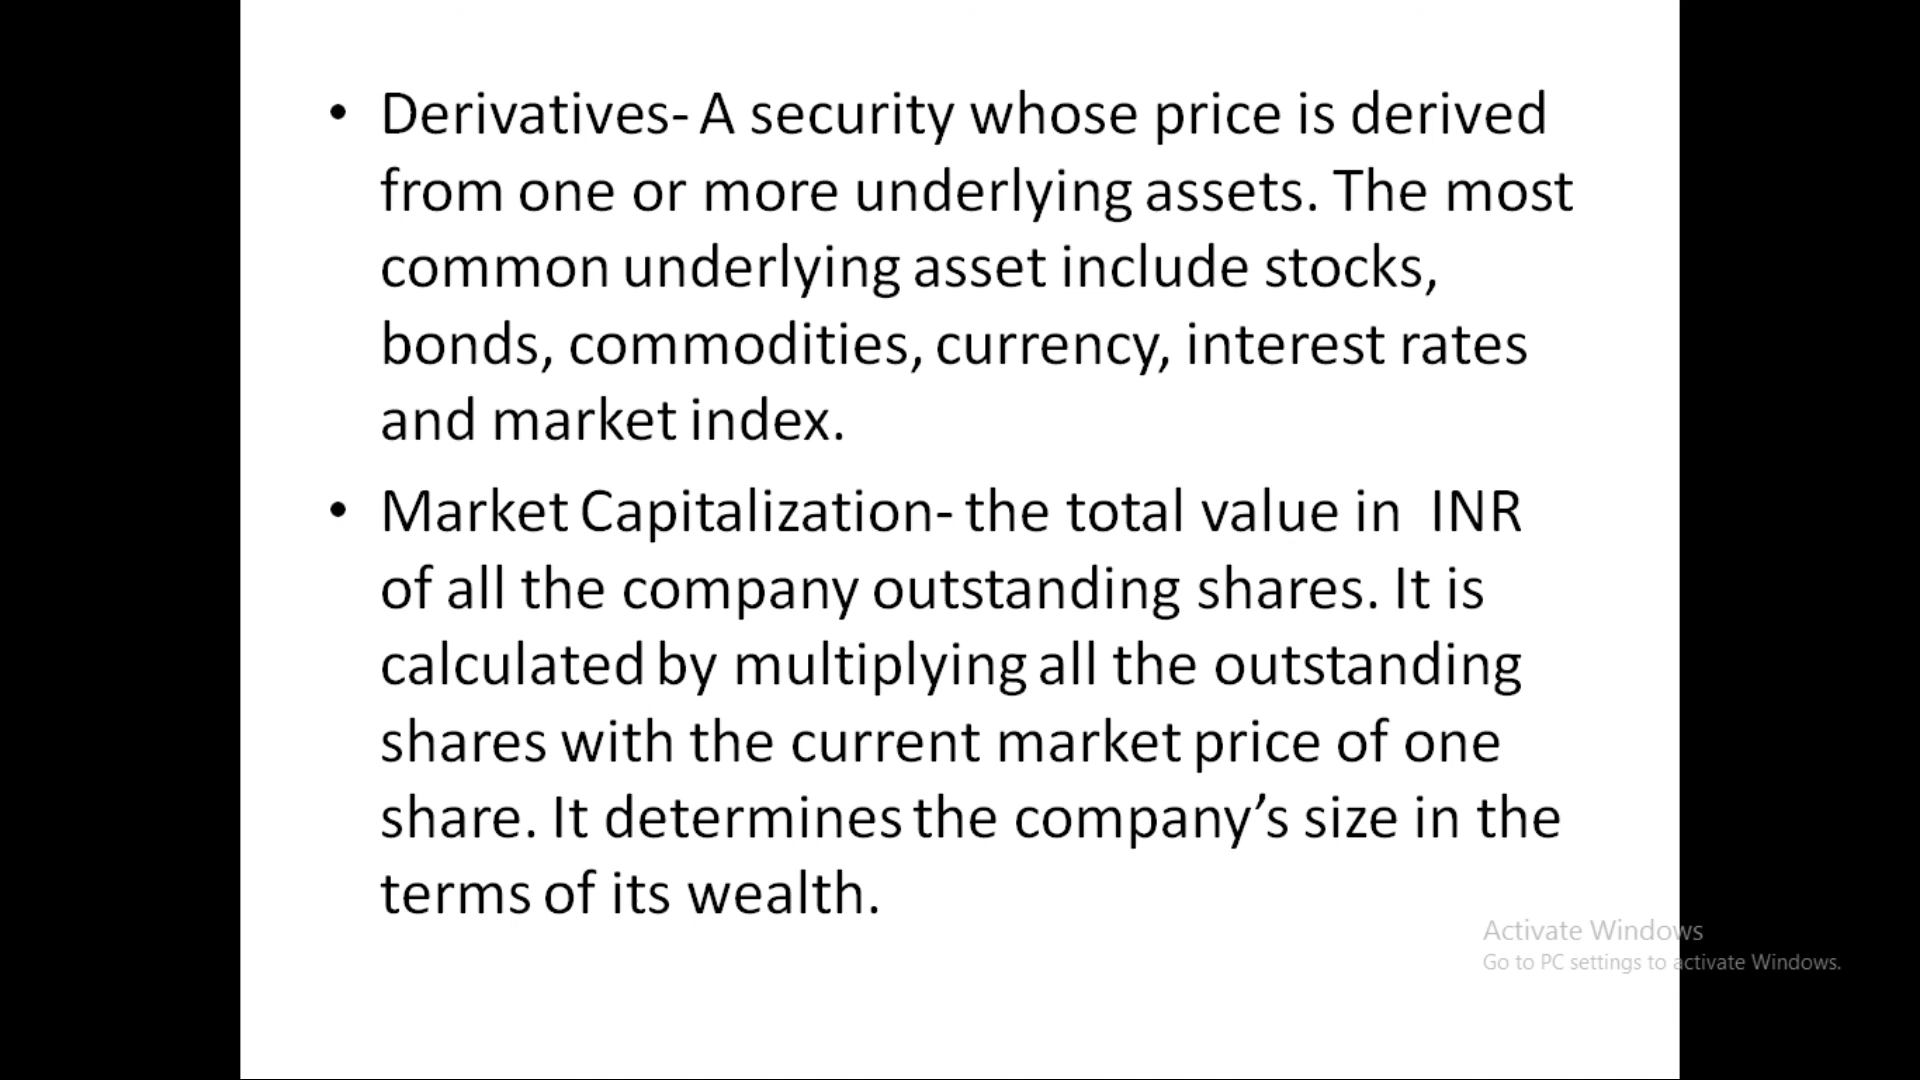 • Derivatives- A security whose price is derived
from one or more underlying assets. The most
common underlying asset include stocks,
bonds, commodities, currency, interest rates
and market index.
• Market Capitalization- the total value in  INR
of all the company outstanding shares. It is
calculated by multiplying all the outstanding
shares with the current market price of one
share. It determines the company’s size in the
terms of its wealth.
Activate Windows
Go to PC settings to activate Windows.